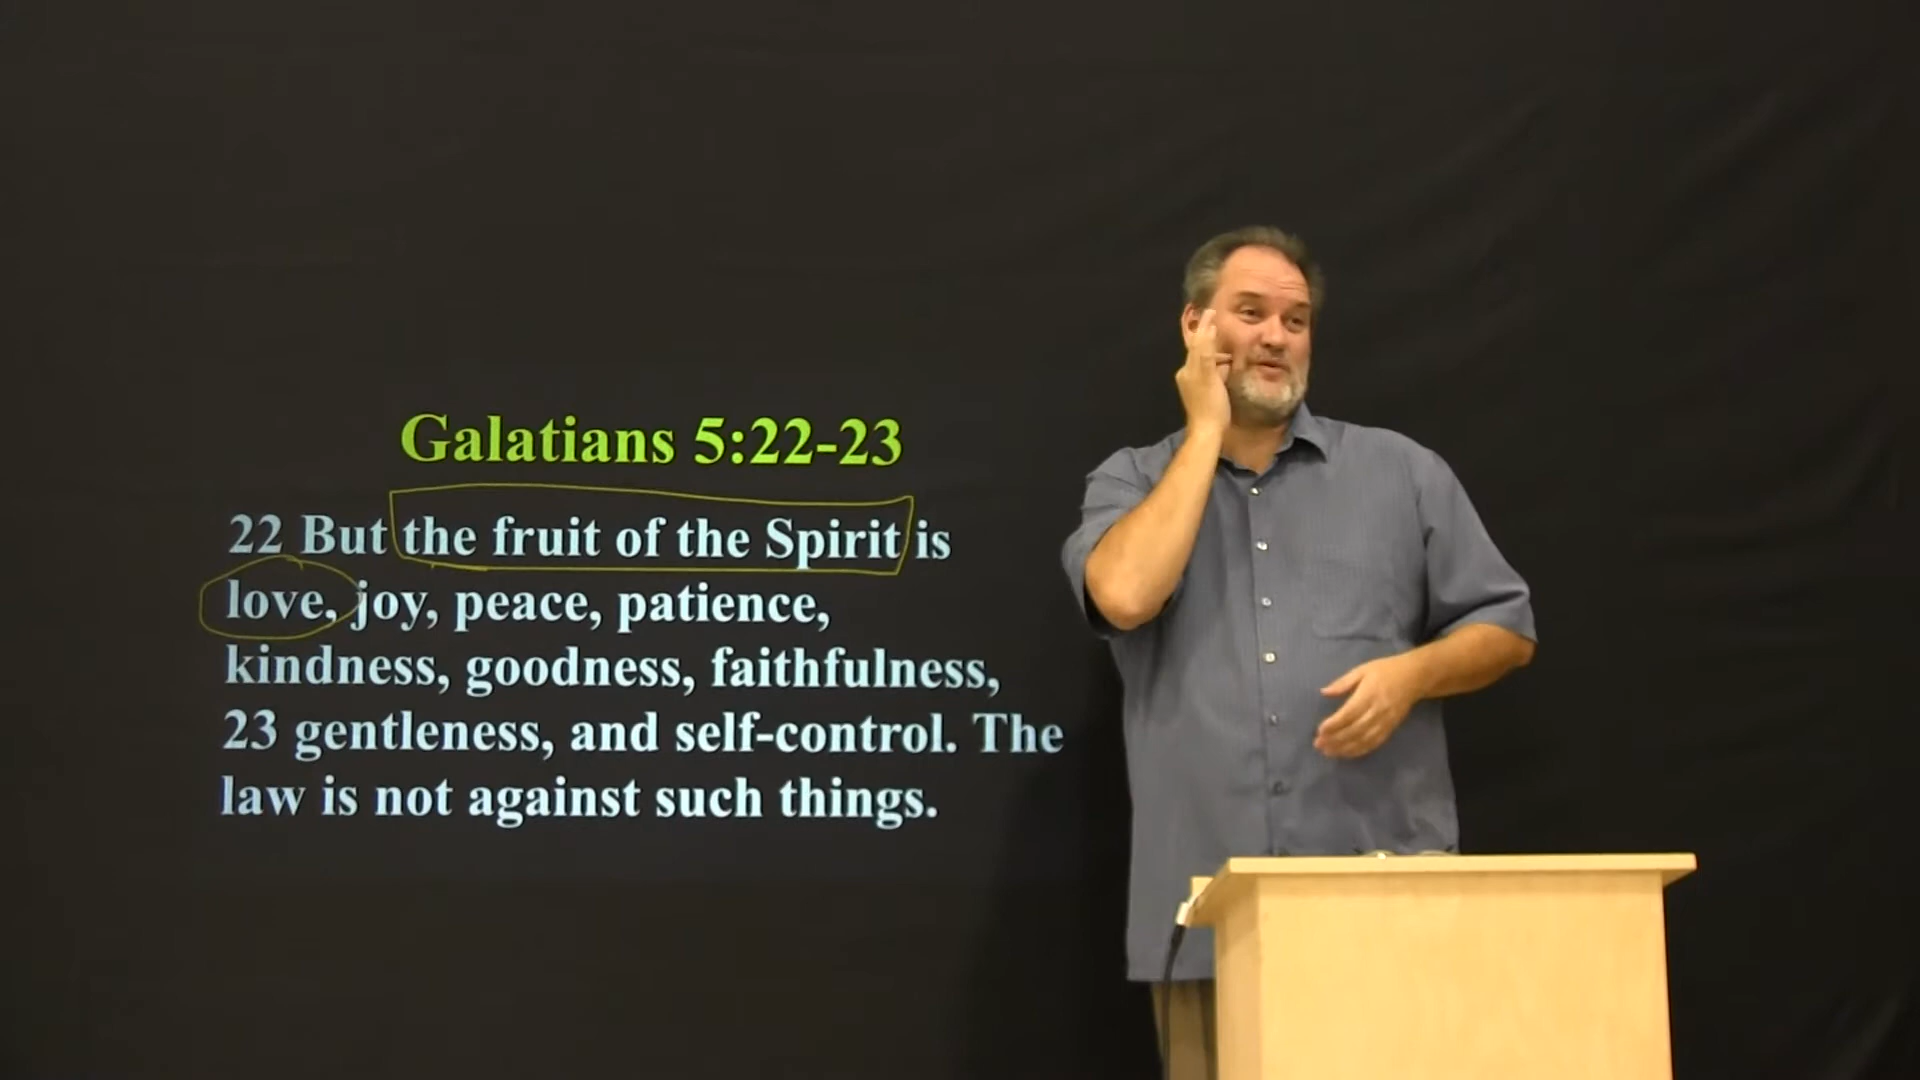 Galatians 5:22-23
22 But the fruit of the Spirit is
love, joy, peace, patience,
kindness, goodness, faithfulness,
23 gentleness, and self-control. The
law is not against such things.